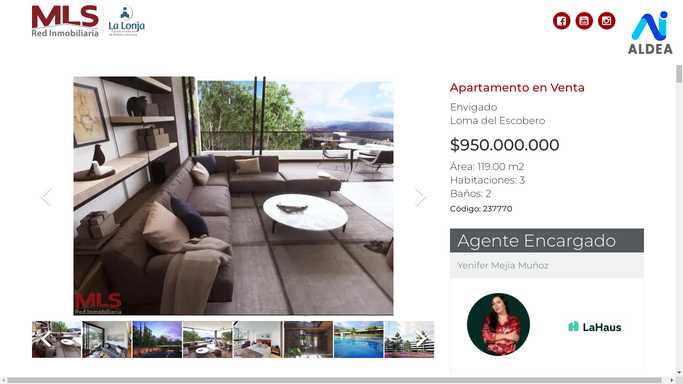 MLS
Red Inmobiliaria
La Lonja
ALDEA
Apartamento en Venta
Envigado
Loma del Escobero
$950.000.000
Área: 119.00 m2
Habitaciones: 3
Baños: 2
Código: 237770
Agente Encargado
Yenifer Mejia Muñoz
LaHaus
MLS
Red Inmobiliaria